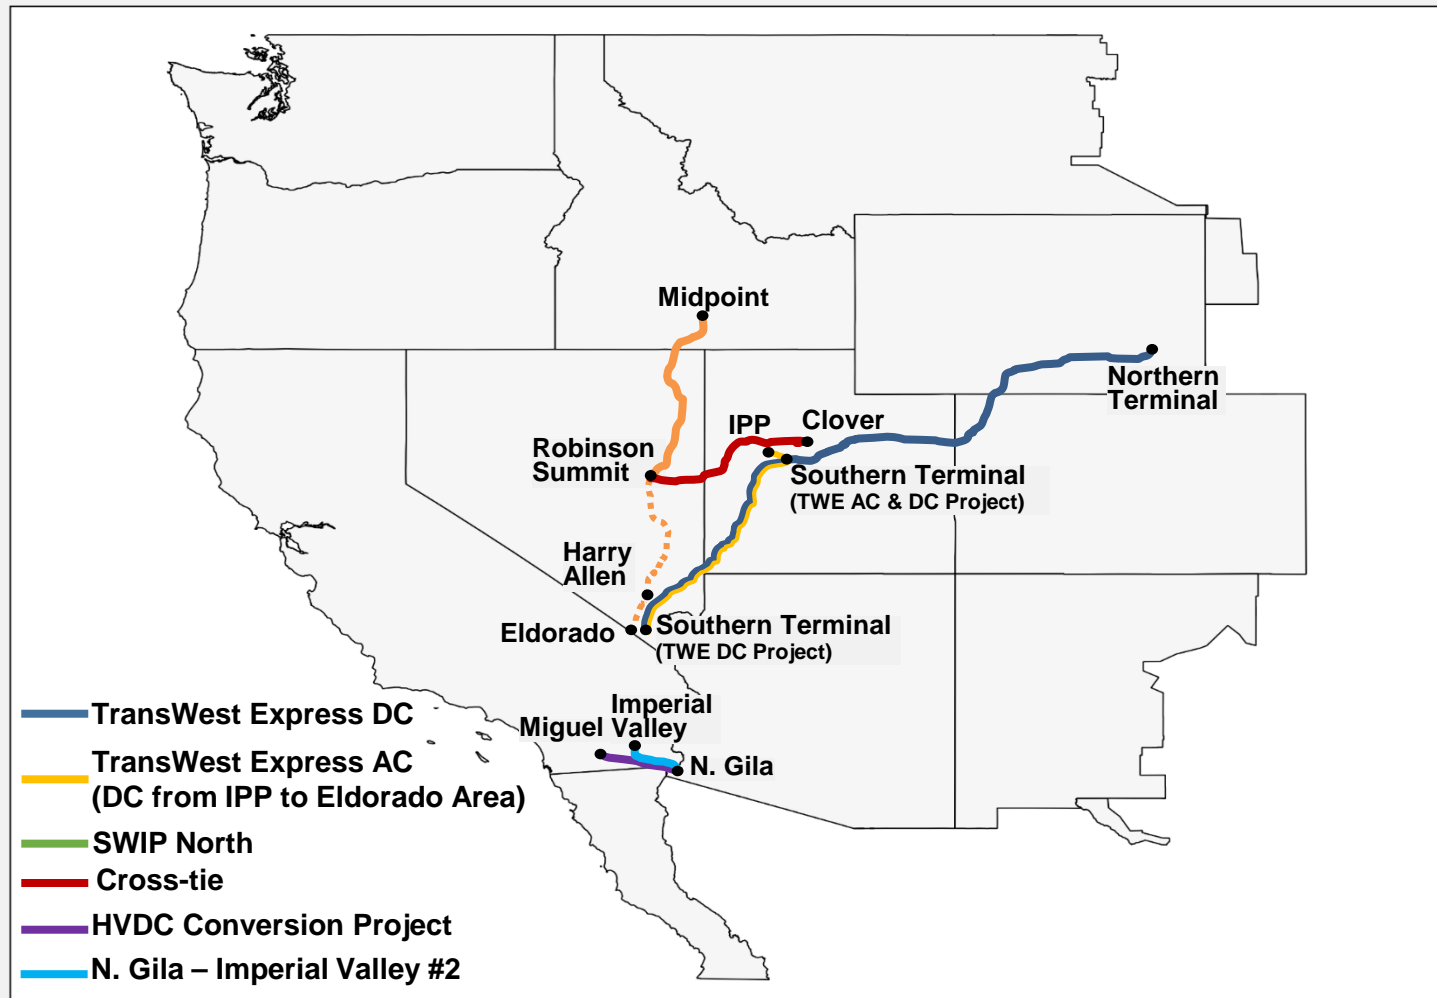 Midpoint
Northern
Terminal
IPP
Clover
Robinson
Summit
Southern Terminal
(TWE AC & DC Project)
Harry
Allen
Eldorado
Southern Terminal
(TWE DC Project)
Imperial
Valley
Miguel
N. Gila
TransWest Express DC
TransWest Express AC
(DC from IPP to Eldorado Area)
SWIP North
Cross-tie
HVDC Conversion Project
N. Gila – Imperial Valley #2